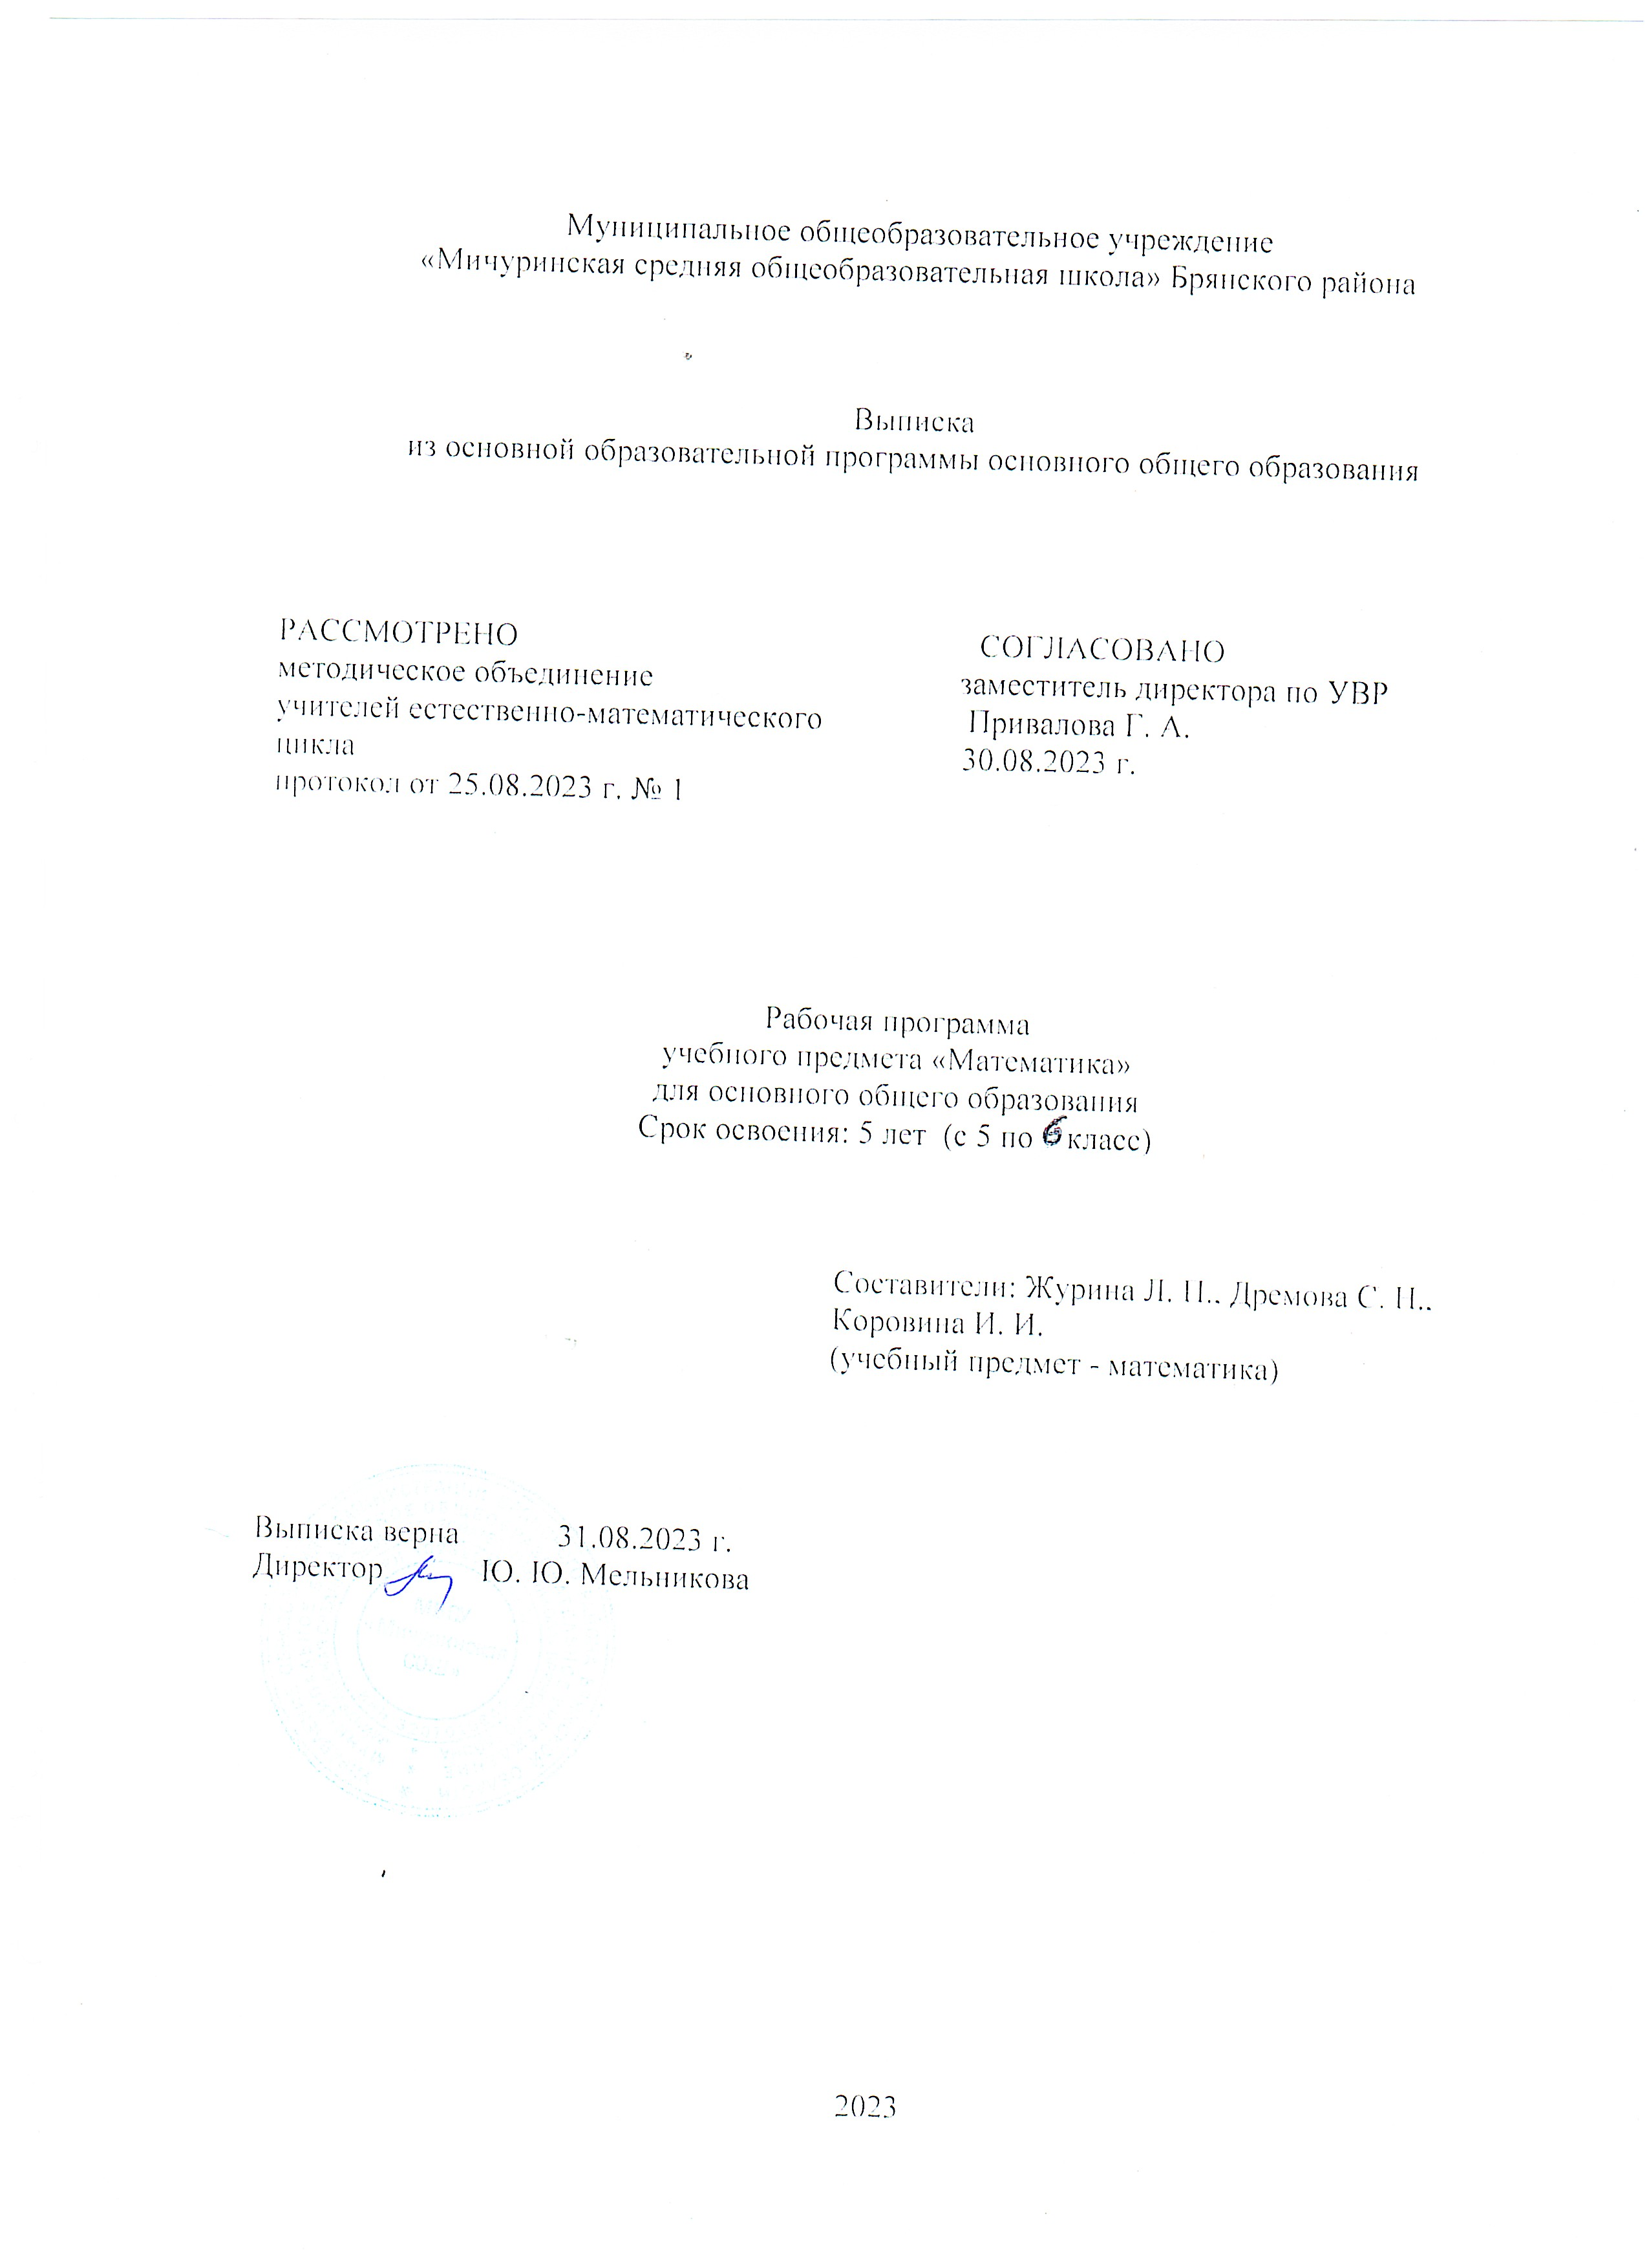 Муниципальное общеобразовательное учреждение
«Мичуринская средняя общеобразовательная школа» Брянского района
Выписка
из основной образовательной программы основного общего образования
РАССМОТРЕНО
методическое объединение
учителей естественно-математического
цикла
протокол от 25.08.2023 г. № 1
СОГЛАСОВАНО
заместитель директора по УВР
Привалова Г. А.
30.08.2023 г.
Рабочая программа
учебного предмета «Математика»
для основного общего образования
Срок освоения: 5 лет (с 5 по 6 класс)
Составители: Журина Л. Н., Дремова С. Н.,
Коровина И. И.
(учебный предмет - математика)
Выписка верна 31.08.2023 г.
Директор Ю. Ю. Мельникова
2023